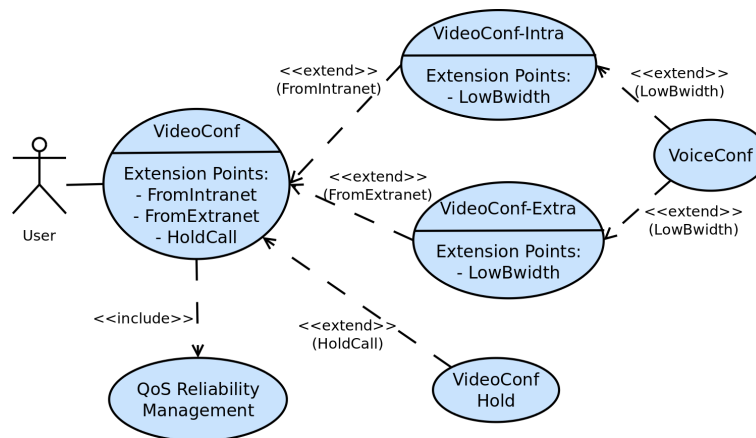 VideoConf-Intra
Extension Points:
- LowBwidth
<<extend>>
(FromIntranet)
<<extend>>
(LowBwidth)
VideoConf
Extension Points:
- FromIntranet
- FromExtranet
- HoldCall
VoiceConf
<<extend>>
(FromExtranet)
VideoConf-Extra
Extension Points:
- LowBwidth
<<extend>>
(LowBwidth)
User
<<include>>
<<extend>>
(HoldCall)
QoS Reliability
Management
VideoConf
Hold